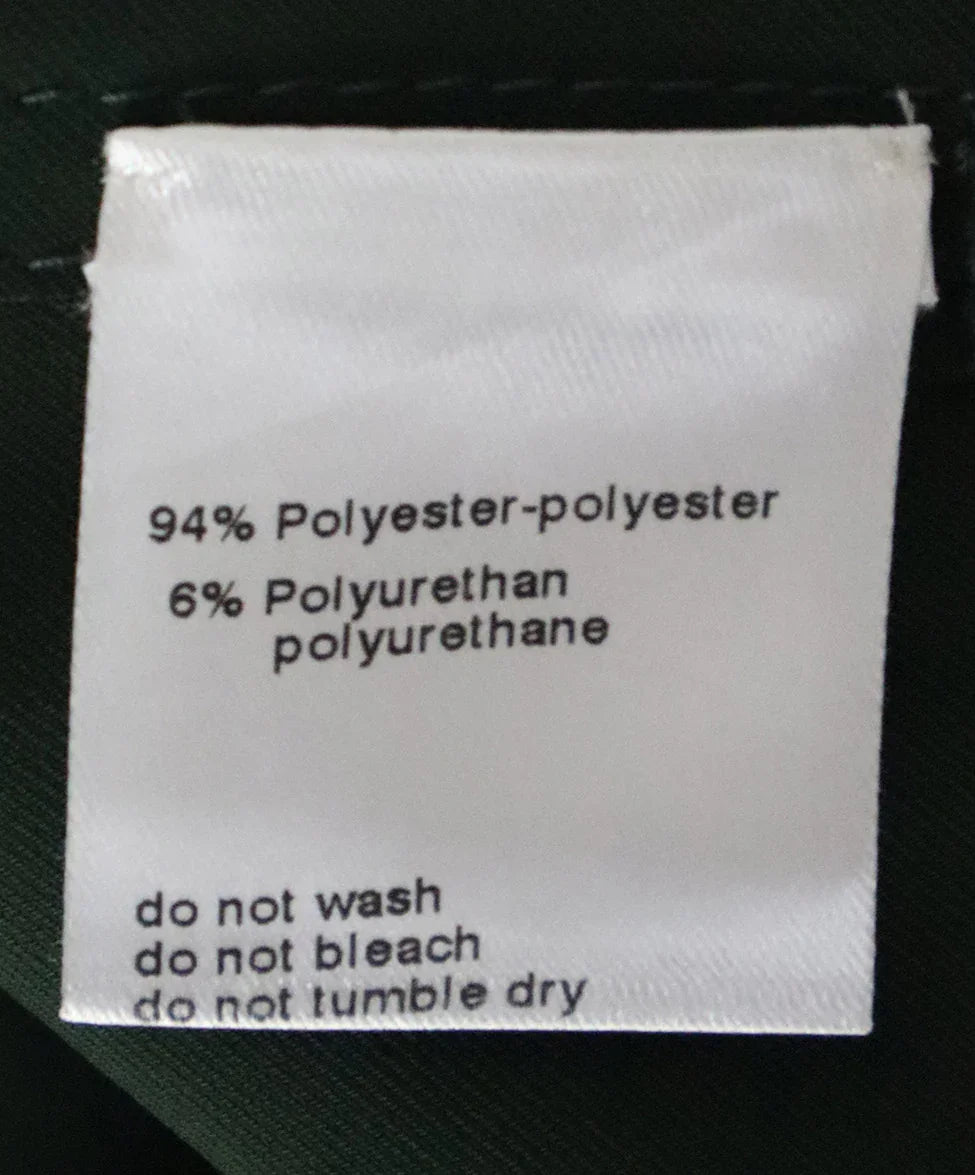 94% Polyester-polyester
6% Polyurethan
polyurethane
do not wash
do not bleach
do not tumble dry